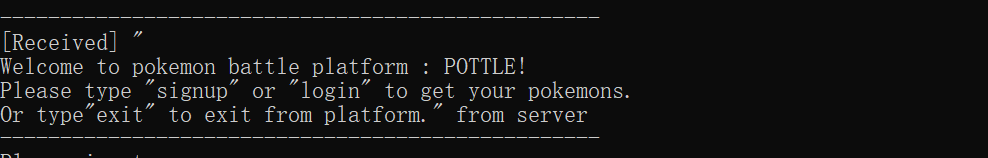 --------------------------------------------------
[Received] "
Welcome to pokemon battle platform : POTTLE!
Please type "signup" or "login" to get your pokemons.
Or type"exit" to exit from platform." from server
--------------------------------------------------